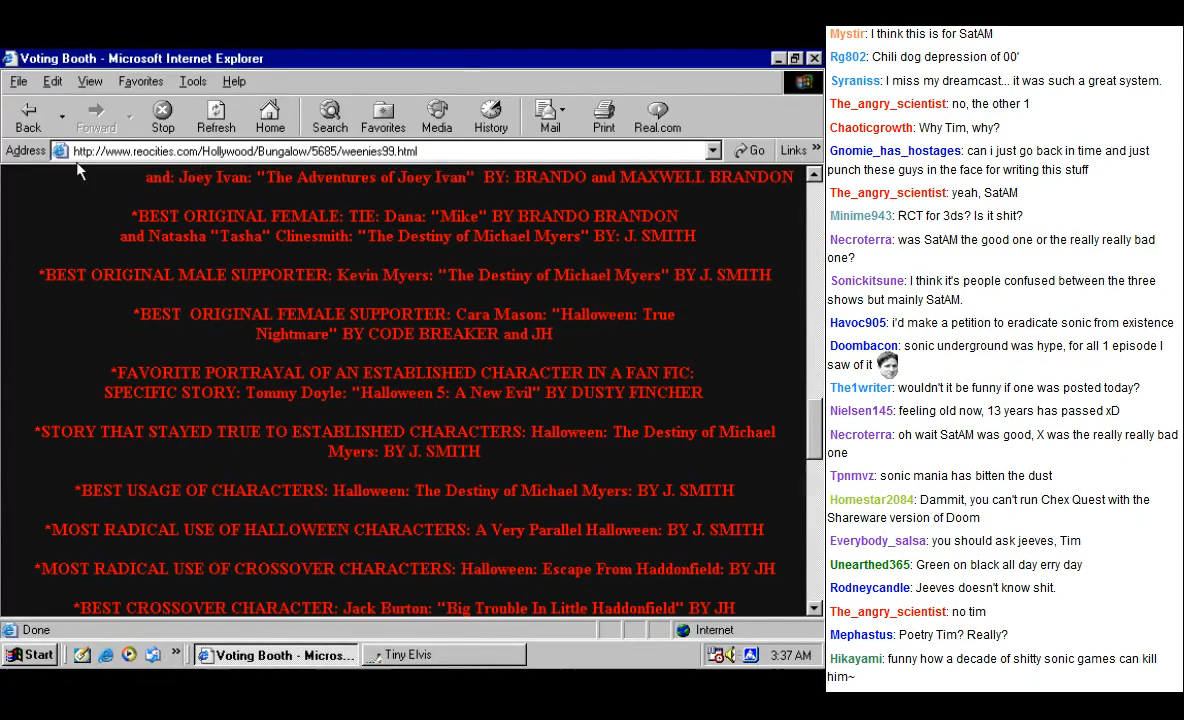 Voting Booth - Microsoft Internet Explorer
File Edit View Favorites Tools Help
Back Forward Stop Refresh Home Search Favorites Media History Mail Print Real.com
Address http://www.reocities.com/Hollywood/Bungalow/5685/weenies99.html Go Links »
and: Joey Ivan: "The Adventures of Joey Ivan" BY: BRANDO and MAXWELL BRANDON
*BEST ORIGINAL FEMALE: TIE: Dana: "Mike" BY BRANDO BRANDON
and Natasha "Tasha" Clinesmith: "The Destiny of Michael Myers" BY: J. SMITH
*BEST ORIGINAL MALE SUPPORTER: Kevin Myers: "The Destiny of Michael Myers" BY J. SMITH
*BEST ORIGINAL FEMALE SUPPORTER: Cara Mason: "Halloween: True
Nightmare" BY CODE BREAKER and JH
*FAVORITE PORTRAYAL OF AN ESTABLISHED CHARACTER IN A FAN FIC:
SPECIFIC STORY: Tommy Doyle: "Halloween 5: A New Evil" BY DUSTY FINCHER
*STORY THAT STAYED TRUE TO ESTABLISHED CHARACTERS: Halloween: The Destiny of Michael
Myers: BY J. SMITH
*BEST USAGE OF CHARACTERS: Halloween: The Destiny of Michael Myers: BY J. SMITH
*MOST RADICAL USE OF HALLOWEEN CHARACTERS: A Very Parallel Halloween: BY J. SMITH
*MOST RADICAL USE OF CROSSOVER CHARACTERS: Halloween: Escape From Haddonfield: BY JH
*BEST CROSSOVER CHARACTER: Jack Burton: "Big Trouble In Little Haddonfield" BY JH
Done Internet
Start » Voting Booth - Micros... Tiny Elvis 3:37 AM
Mystir: I think this is for SatAM
Rg802: Chili dog depression of 00'
Syraniss: I miss my dreamcast... it was such a great system.
The_angry_scientist: no, the other 1
Chaoticgrowth: Why Tim, why?
Gnomie_has_hostages: can i just go back in time and just
punch these guys in the face for writing this stuff
The_angry_scientist: yeah, SatAM
Minime943: RCT for 3ds? Is it shit?
Necroterra: was SatAM the good one or the really really bad
one?
Sonickitsune: I think it's people confused between the three
shows but mainly SatAM.
Havoc905: i'd make a petition to eradicate sonic from existence
Doombacon: sonic underground was hype, for all 1 episode I
saw of it
The1writer: wouldn't it be funny if one was posted today?
Nielsen145: feeling old now, 13 years has passed xD
Necroterra: oh wait SatAM was good, X was the really really bad
one
Tpnmvz: sonic mania has bitten the dust
Homestar2084: Dammit, you can't run Chex Quest with the
Shareware version of Doom
Everybody_salsa: you should ask jeeves, Tim
Unearthed365: Green on black all day erry day
Rodneycandle: Jeeves doesn't know shit.
The_angry_scientist: no tim
Mephastus: Poetry Tim? Really?
Hikayami: funny how a decade of shitty sonic games can kill
him~